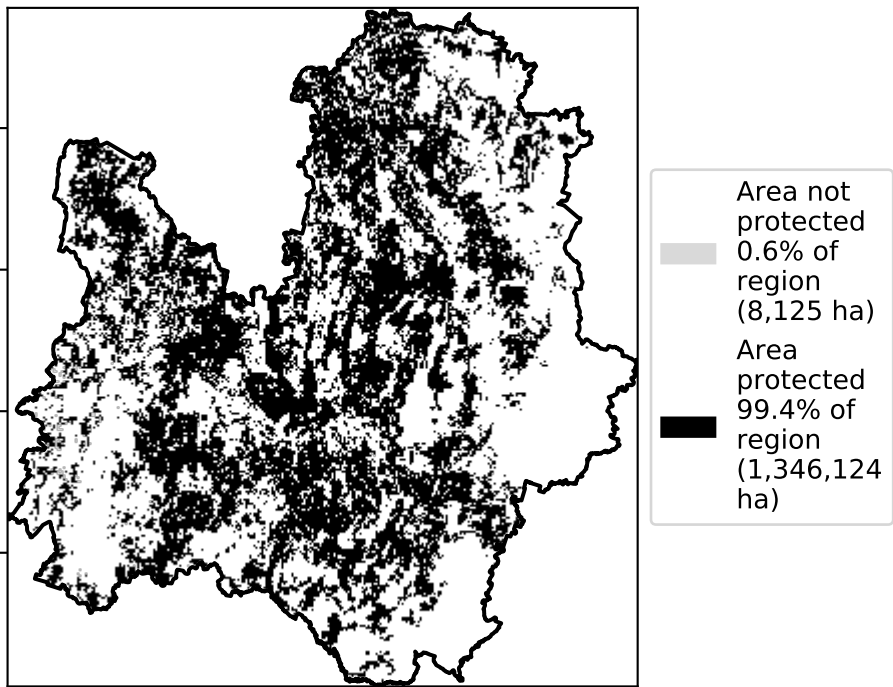 Area not
protected
0.6% of
region
(8,125 ha)
Area
protected
99.4% of
region
(1,346,124
ha)